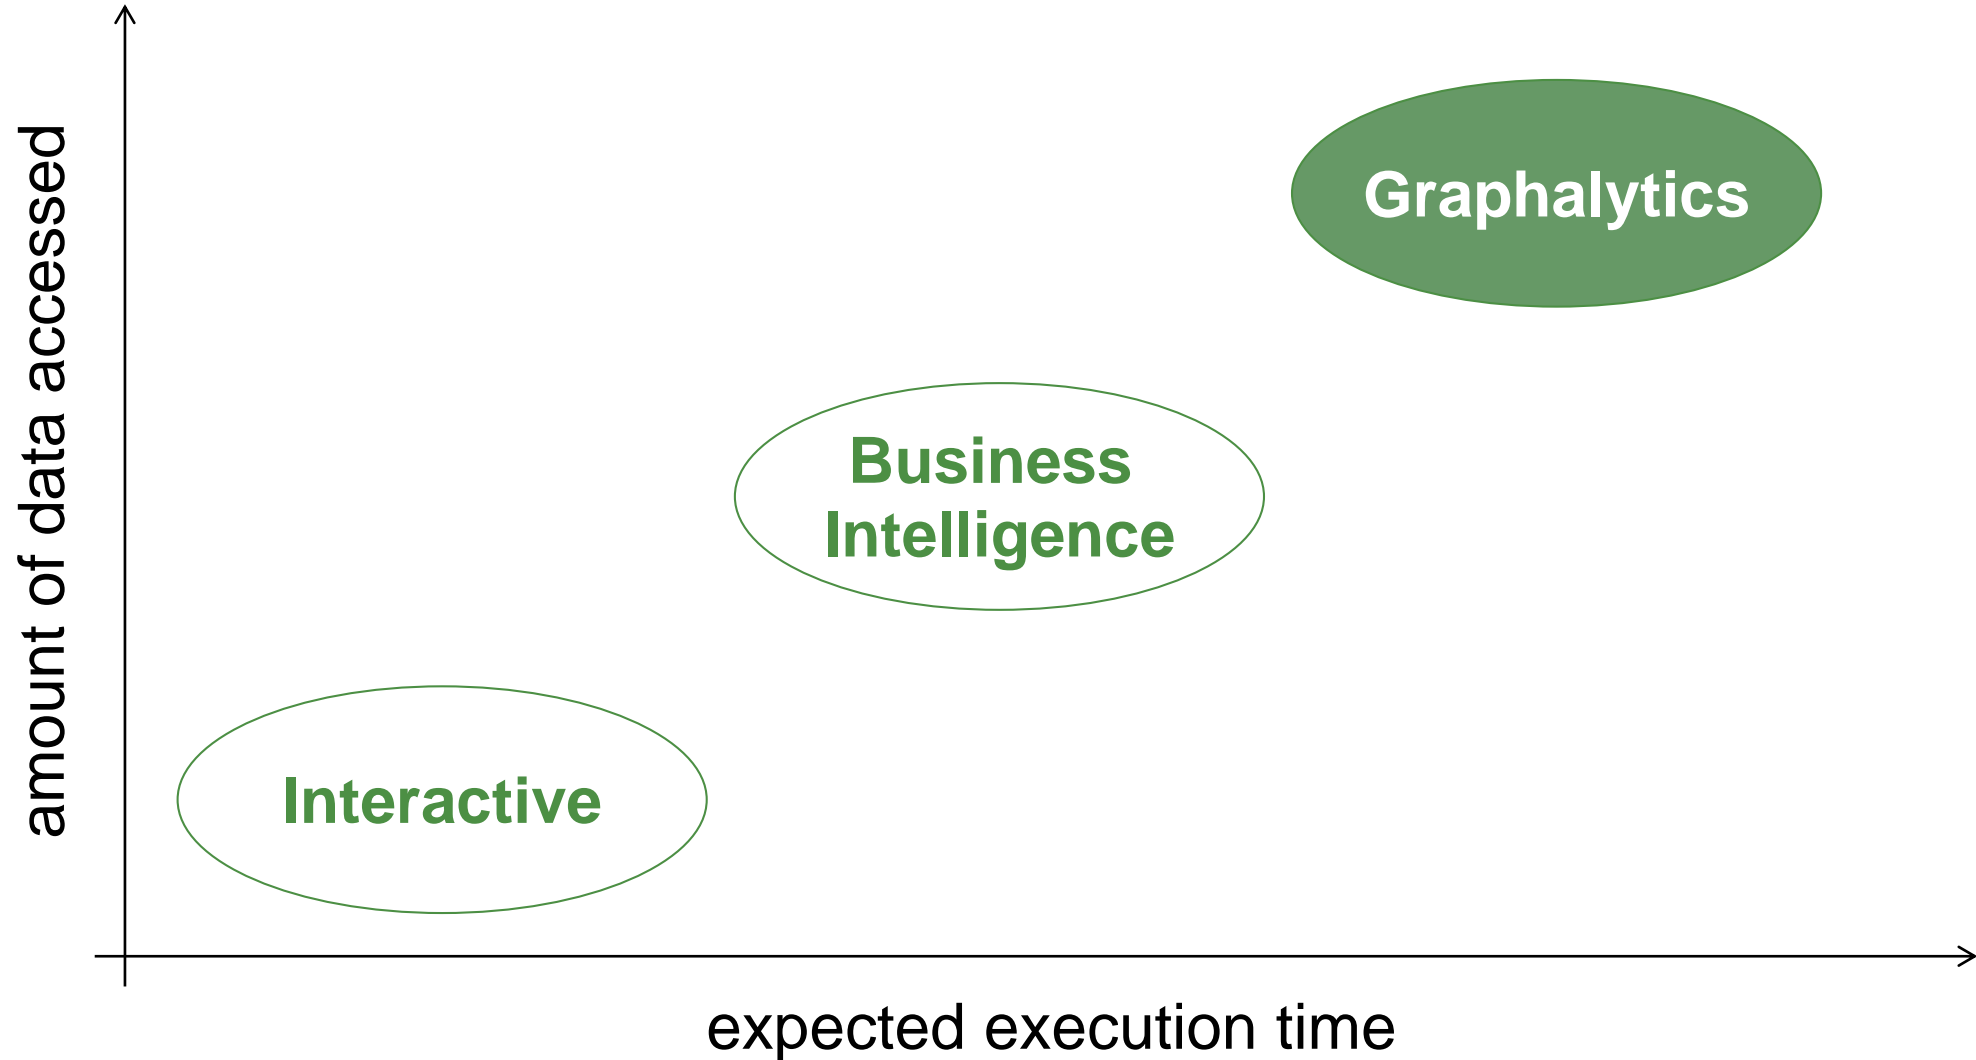 amount of data accessed
Graphalytics
Business
Intelligence
Interactive
expected execution time